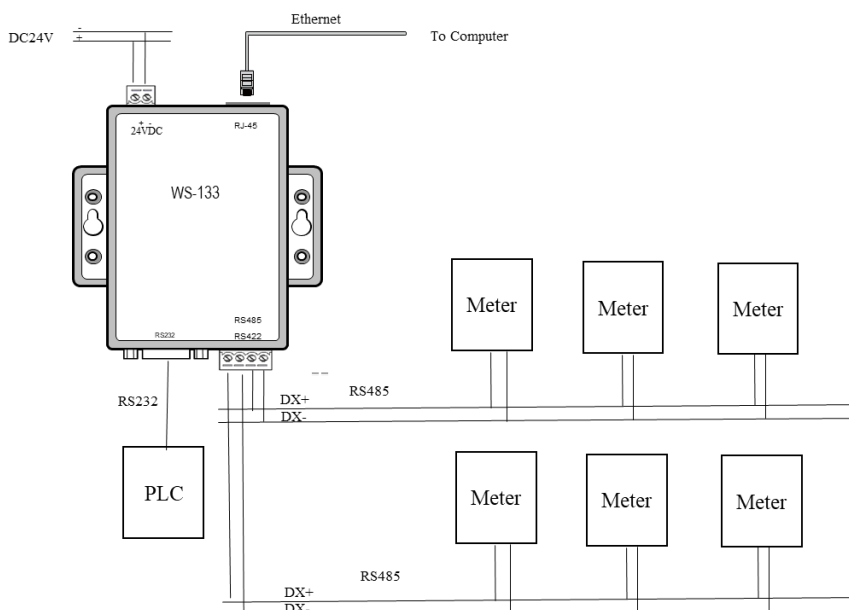 Ethernet
-
DC24V
+
To Computer
+ -
24VDC
RJ-45
WS-133
RS485
RS232
RS422
Meter
Meter
Meter
RS232
RS485
DX+
DX-
PLC
Meter
Meter
Meter
RS485
DX+
DX-